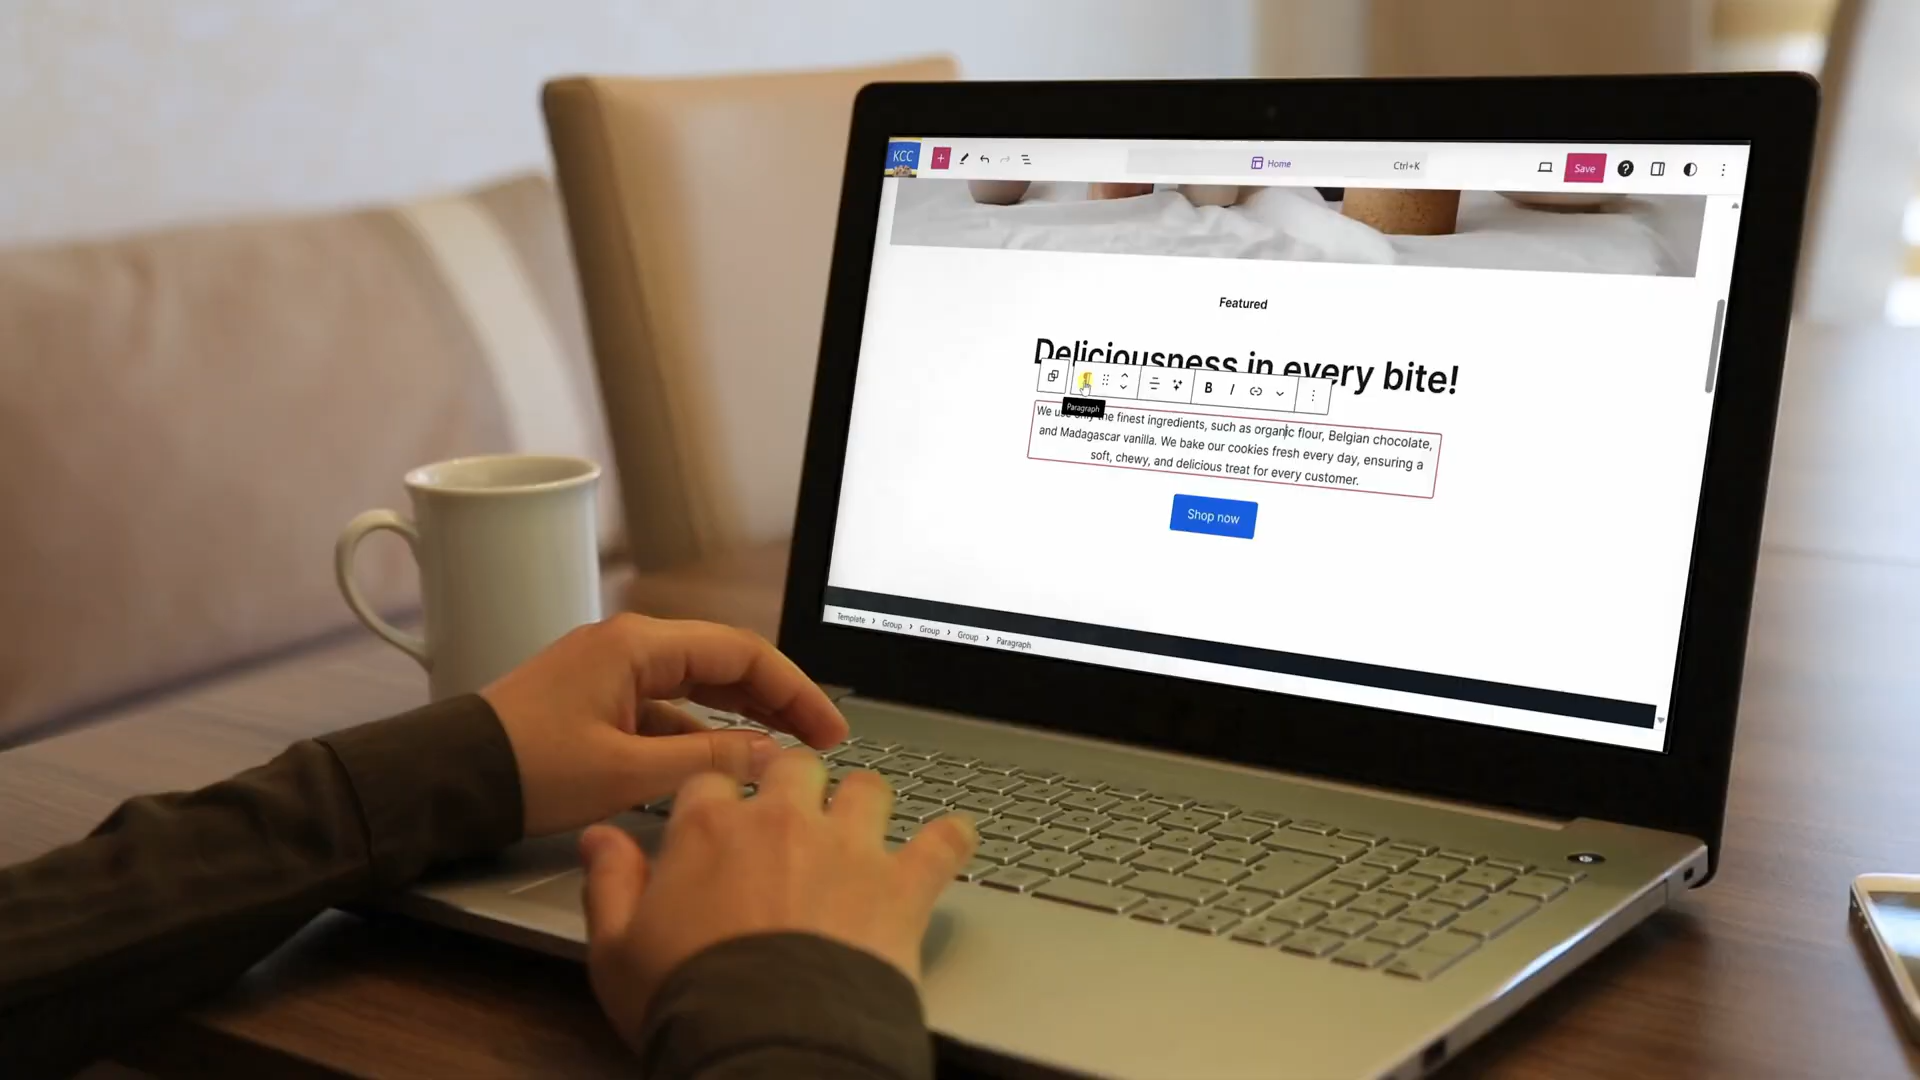 KCC
Home
Ctrl+K
Save
Featured
Deliciousness in every bite!
B I
Paragraph
We use only the finest ingredients, such as organic flour, Belgian chocolate,
and Madagascar vanilla. We bake our cookies fresh every day, ensuring a
soft, chewy, and delicious treat for every customer.
Shop now
Template > Group > Group > Group > Paragraph